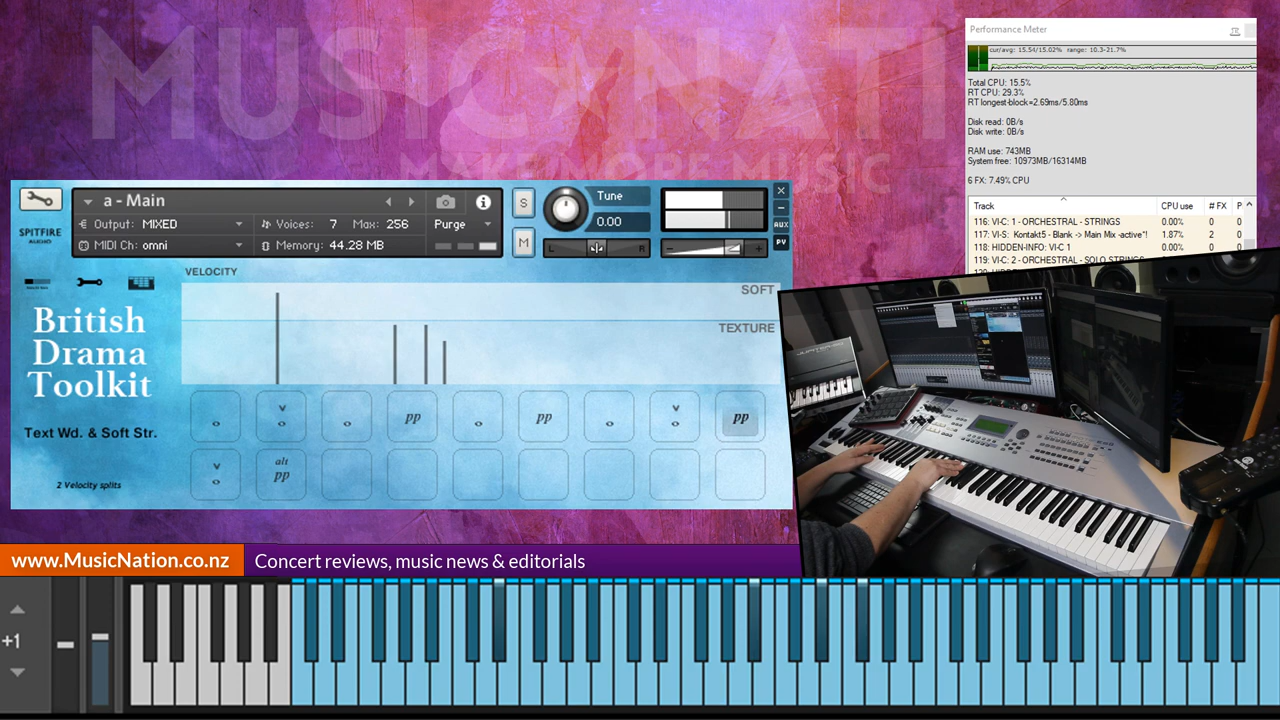 MUSIC NATI
MAKE MORE MUSIC
Performance Meter
cur/avg: 15.54/15.02% range: 10.3-21.7%
Total CPU: 15.5%
RT CPU: 29.3%
RT longest-block=2.69ms/5.80ms
Disk read: 0B/s
Disk write: 0B/s
RAM use: 743MB
System free: 10973MB/16314MB
6 FX: 7.49% CPU
Track CPU use # FX P
116: VI-C: 1 - ORCHESTRAL - STRINGS 0.00% 0 0
117: VI-S: Kontakt5 - Blank -> Main Mix -active*! 1.87% 2 0
118: HIDDEN-INFO: VI-C 1 0.00% 0 0
119: VI-C: 2 - ORCHESTRAL - SOLO STRINGS
a - Main
Output: MIXED
Voices: 7 Max: 256
Purge
MIDI Ch: omni
Memory: 44.28 MB
S
M
Tune
0.00
L R
- +
X
-
AUX
PV
SPITFIRE
AUDIO
VELOCITY
SOFT
TEXTURE
British
Drama
Toolkit
Text Wd. & Soft Str.
2 Velocity splits
pp
pp
pp
alt
pp
www.MusicNation.co.nz
Concert reviews, music news & editorials
+1